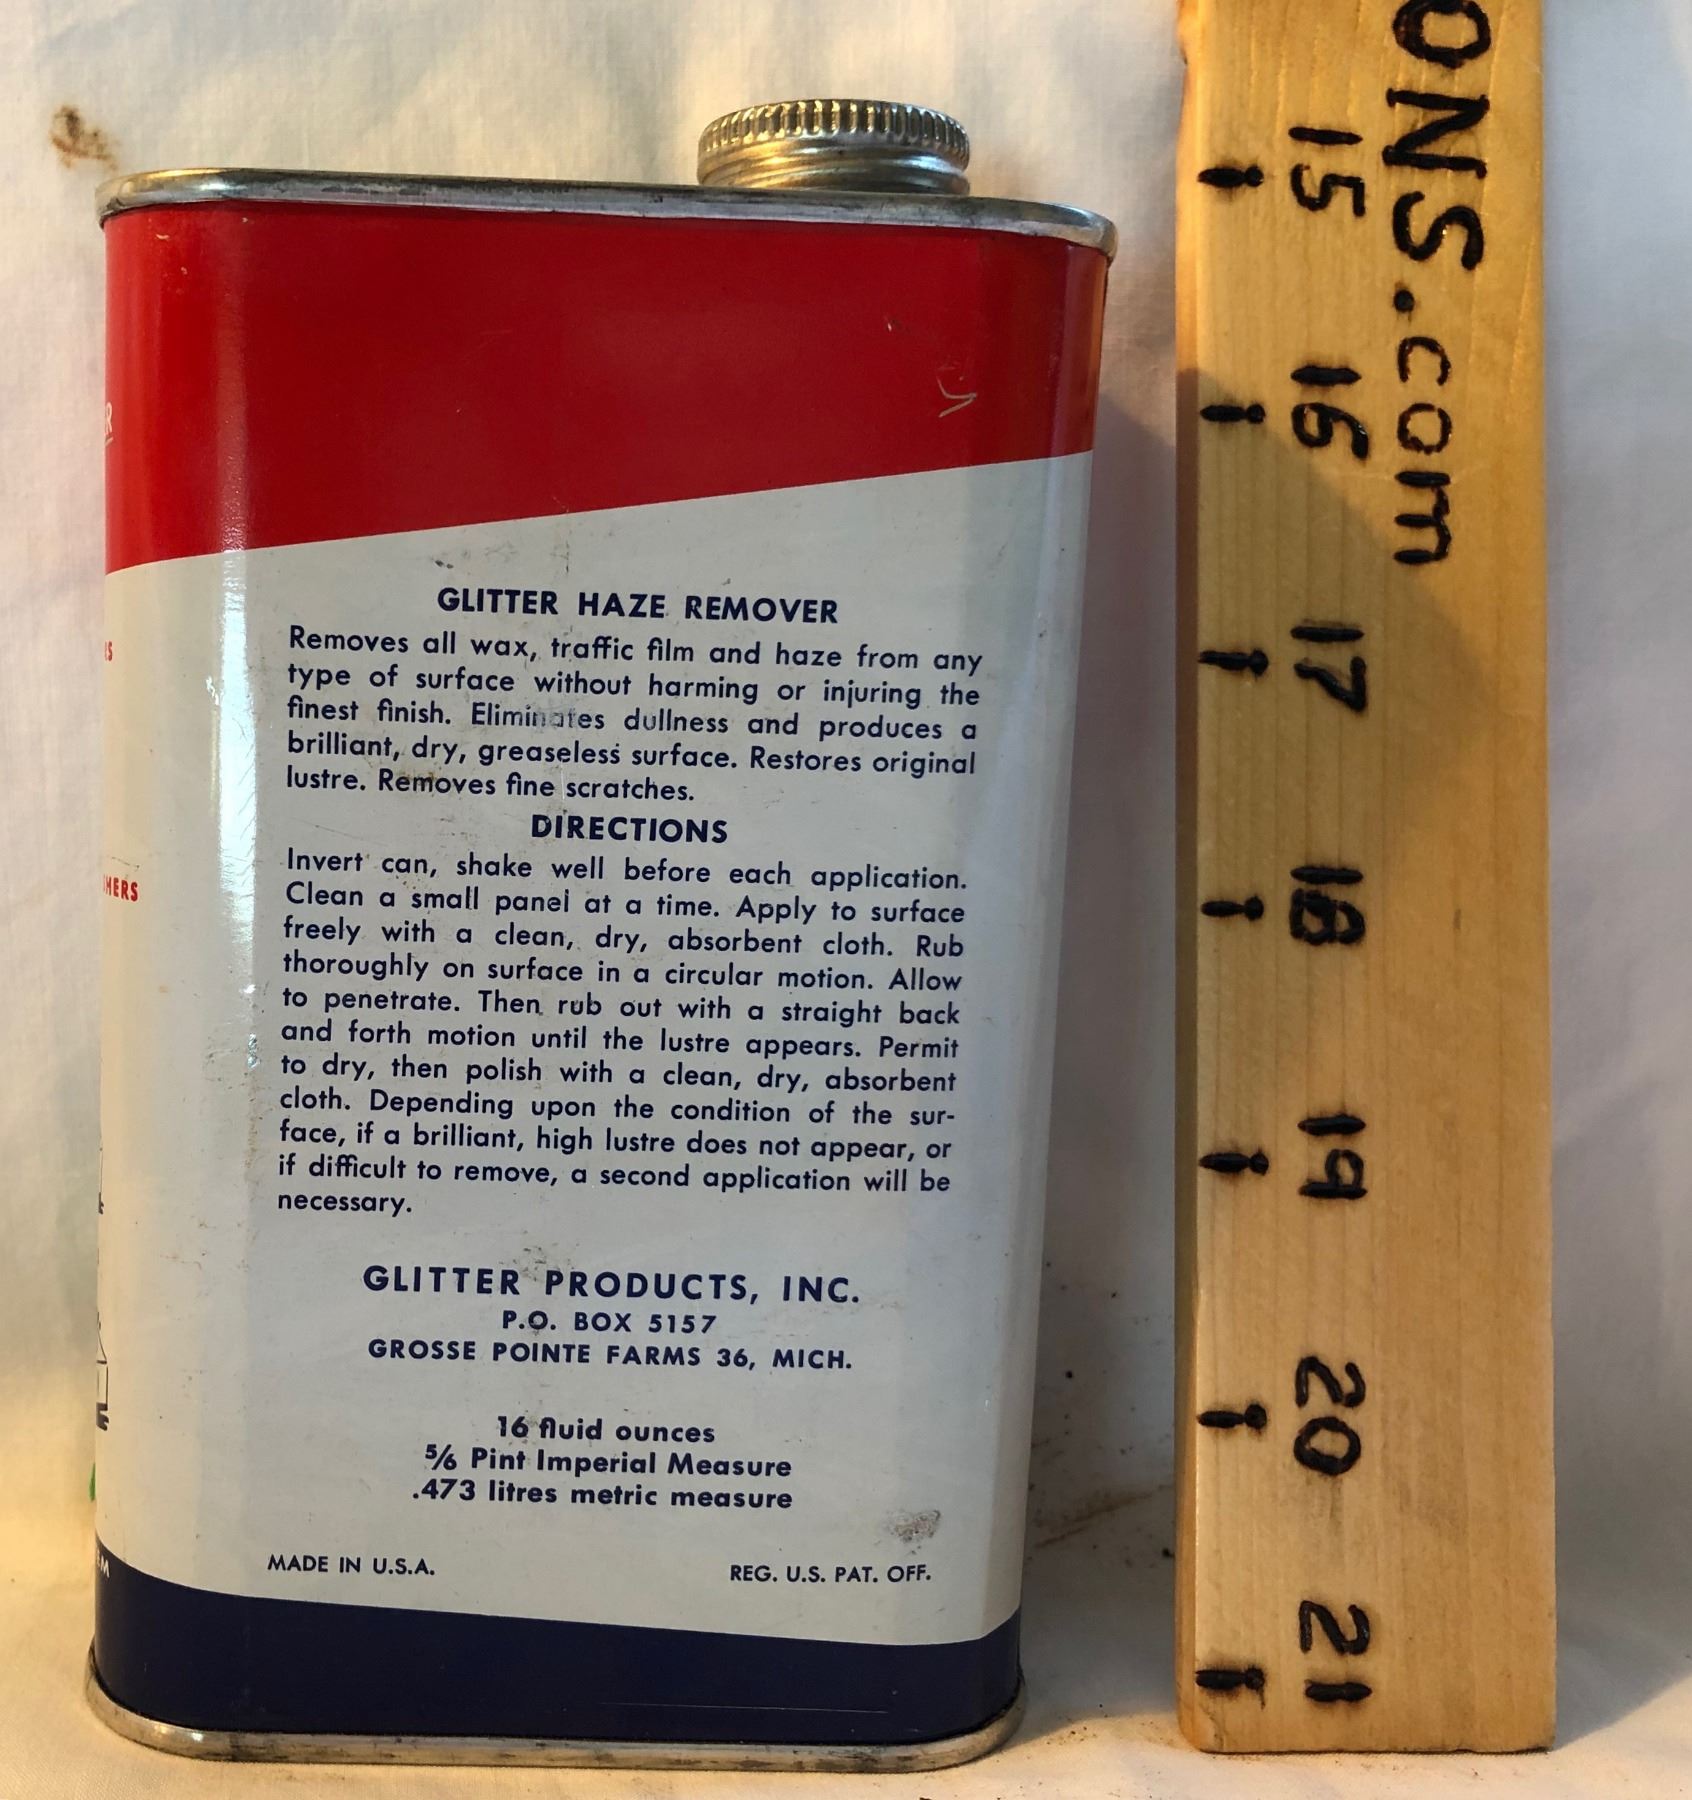 GLITTER HAZE REMOVER
Removes all wax, traffic film and haze from any
type of surface without harming or injuring the
finest finish. Eliminates dullness and produces a
brilliant, dry, greaseless surface. Restores original
lustre. Removes fine scratches.
DIRECTIONS
Invert can, shake well before each application.
Clean a small panel at a time. Apply to surface
freely with a clean, dry, absorbent cloth. Rub
thoroughly on surface in a circular motion. Allow
to penetrate. Then rub out with a straight back
and forth motion until the lustre appears. Permit
to dry, then polish with a clean, dry, absorbent
cloth. Depending upon the condition of the sur-
face, if a brilliant, high lustre does not appear, or
if difficult to remove, a second application will be
necessary.
GLITTER PRODUCTS, INC.
P.O. BOX 5157
GROSSE POINTE FARMS 36, MICH.
16 fluid ounces
5/6 Pint Imperial Measure
.473 litres metric measure
MADE IN U.S.A.
REG. U.S. PAT. OFF.
ONS.com
15
16
17
18
19
20
21